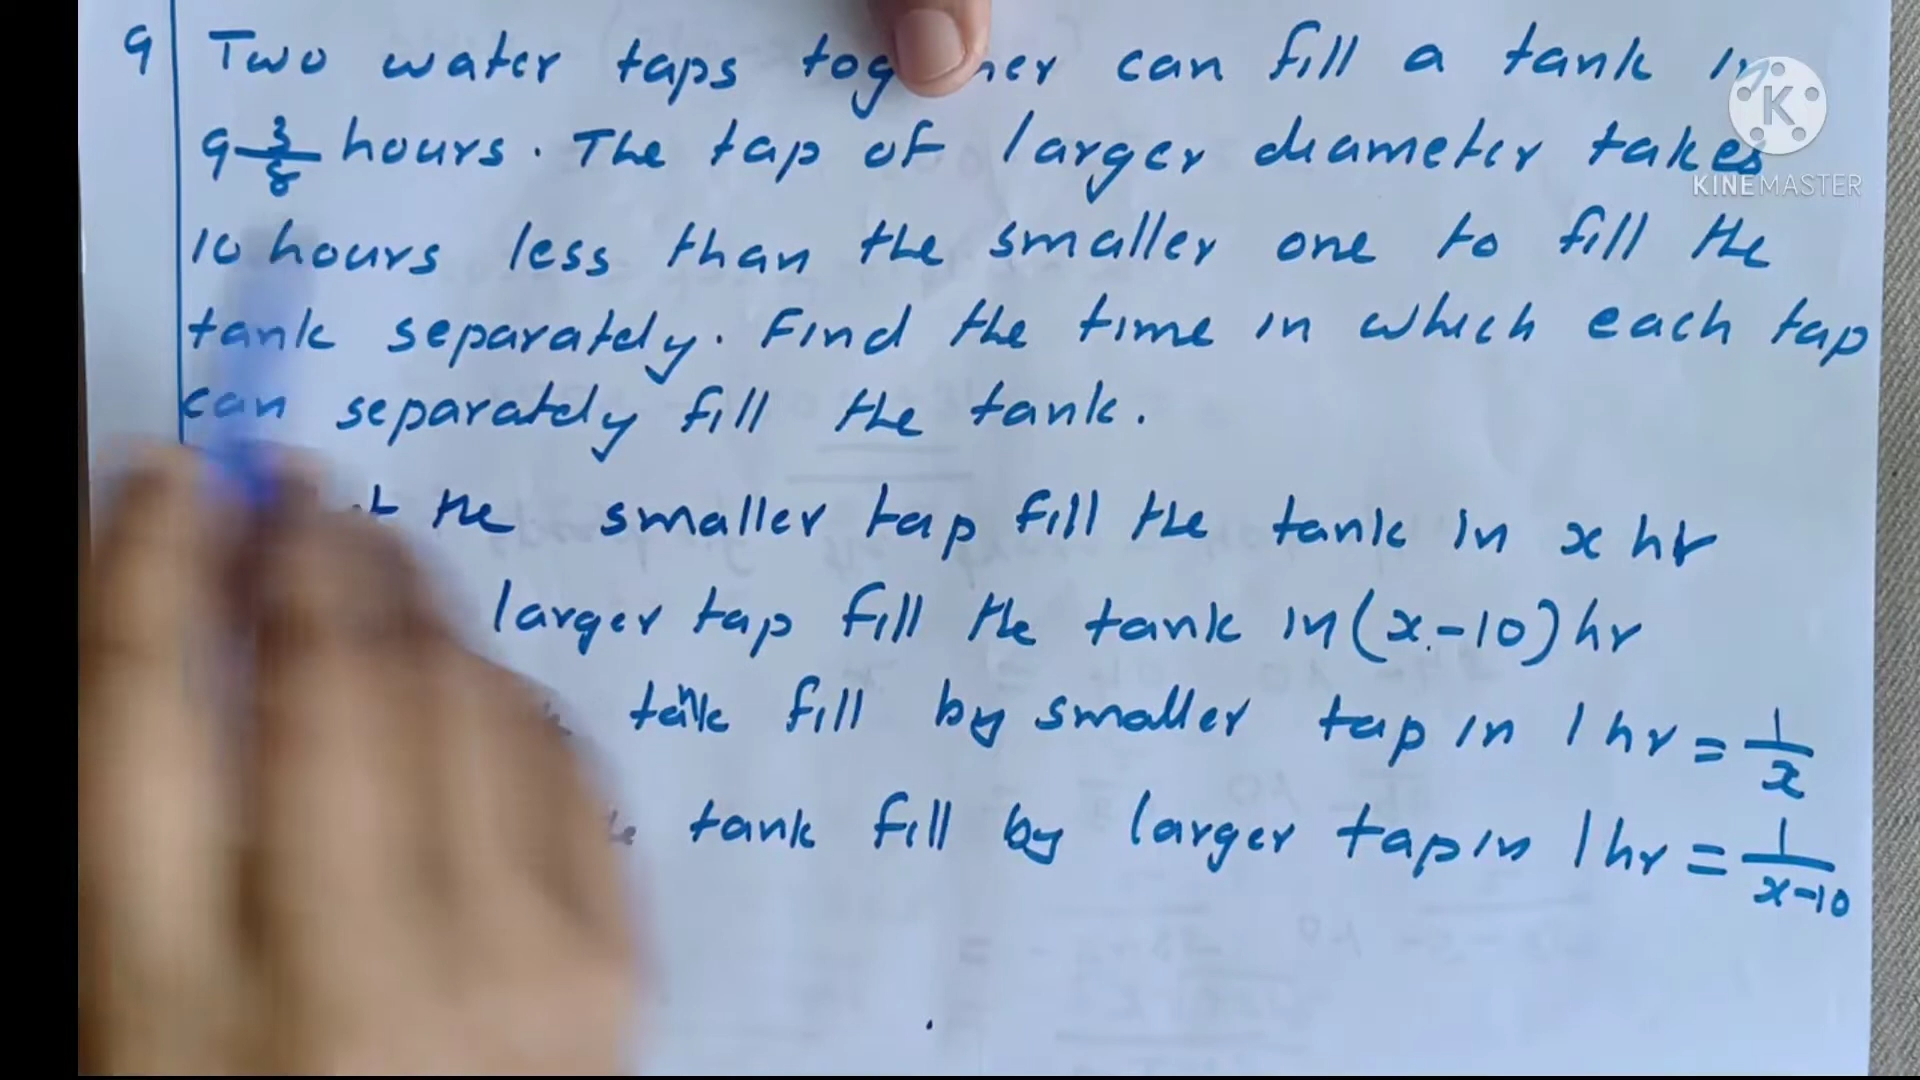 9 Two water taps tog her can fill a tank in
9 3/8 hours. The tap of larger diameter takes
10 hours less than the smaller one to fill the
tank separately. Find the time in which each tap
can separately fill the tank.
the smaller tap fill the tank in x hr
larger tap fill the tank in (x-10) hr
tank fill by smaller tap in 1 hr = 1/x
tank fill by larger tap in 1 hr = 1/x-10
K
KINEMASTER